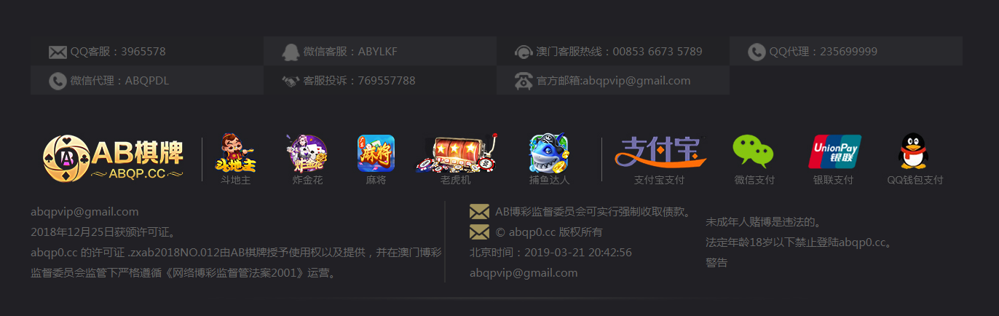 QQ客服：3965578
微信客服：ABYLKF
澳门客服热线：00853 6673 5789
QQ代理：235699999
微信代理：ABQPDL
客服投诉：769557788
官方邮箱:abqpvip@gmail.com
A
AB棋牌
ABQP.CC
斗地主
斗地主
炸金花
炸金花
麻将
麻将
老虎机
捕鱼达人
支付宝
支付宝支付
微信支付
UnionPay
银联
银联支付
QQ钱包支付
abqpvip@gmail.com
2018年12月25日获颁许可证。
abqp0.cc 的许可证 .zxab2018NO.012由AB棋牌授予使用权以及提供，并在澳门博彩
监督委员会监管下严格遵循《网络博彩监督管法案2001》运营。
AB博彩监督委员会可实行强制收取债款。
© abqp0.cc 版权所有
北京时间：2019-03-21 20:42:56
abqpvip@gmail.com
未成年人赌博是违法的。
法定年龄18岁以下禁止登陆abqp0.cc。
警告